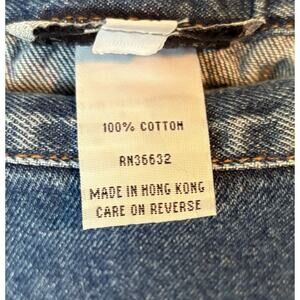 100% COTTON
RN36632
MADE IN HONG KONG
CARE ON REVERSE